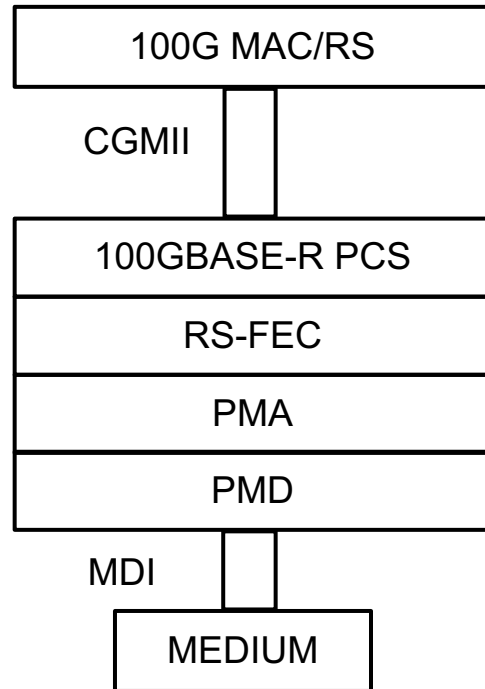 100G MAC/RS
CGMII
100GBASE-R PCS
RS-FEC
PMA
PMD
MDI
MEDIUM